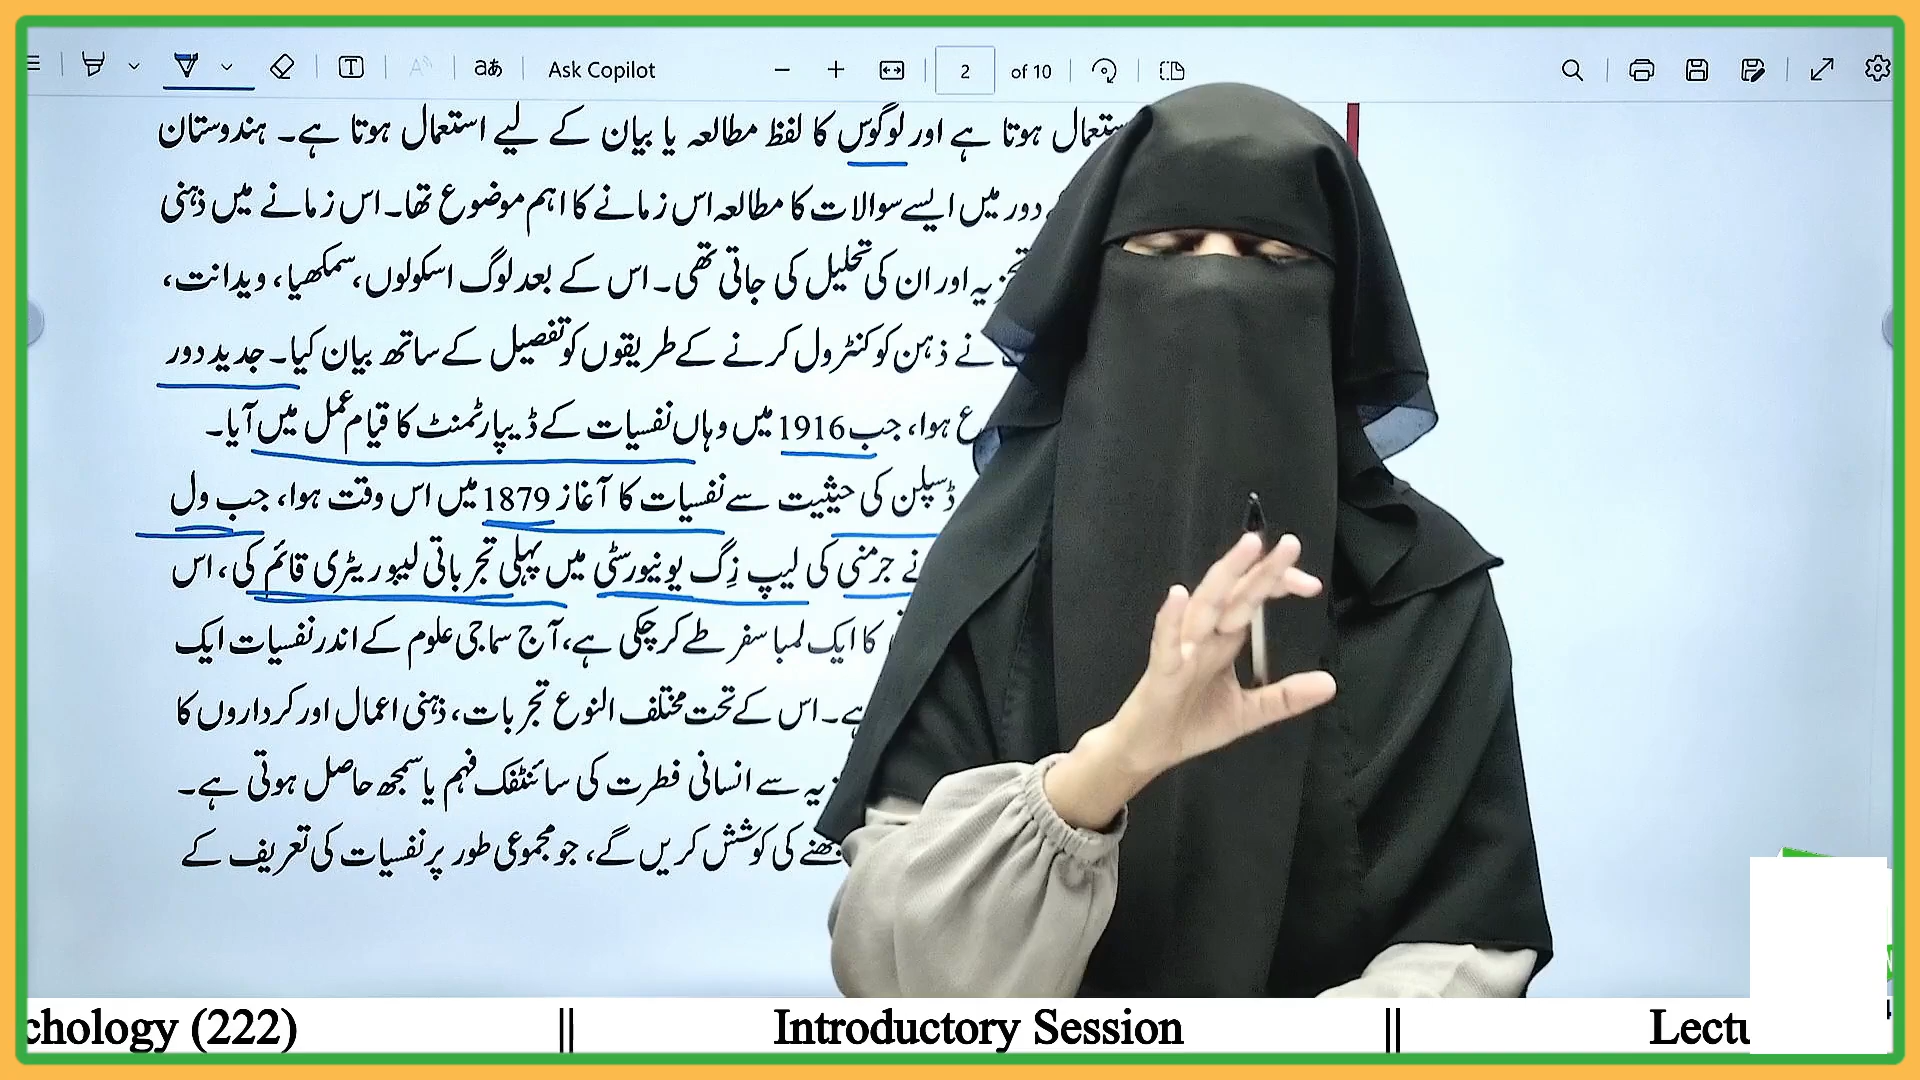 Ask Copilot
2 of 10
ہوتا ہے اور لوگوس کا لفظ مطالعہ یا بیان کے لیے استعمال ہوتا ہے۔ ہندوستان
دور میں ایسے سوالات کا مطالعہ اس زمانے کا اہم موضوع تھا۔ اس زمانے میں ذہنی
اور ان کی تحلیل کی جاتی تھی۔ اس کے بعد لوگ اسکولوں، سمکھیا، ویدانت،
نے ذہن کو کنٹرول کرنے کے طریقوں کو تفصیل کے ساتھ بیان کیا۔ جدید دور
ہوا، جب 1916 میں وہاں نفسیات کے ڈیپارٹمنٹ کا قیام عمل میں آیا۔
ڈسپلن کی حیثیت سے نفسیات کا آغاز 1879 میں اس وقت ہوا، جب ول
نے جرمنی کی لیپ زِگ یونیورسٹی میں پہلی تجرباتی لیبوریٹری قائم کی، اس
کا ایک لمبا سفر طے کر چکی ہے، آج سماجی علوم کے اندر نفسیات ایک
ہے۔ اس کے تحت مختلف النوع تجربات، ذہنی اعمال اور کرداروں کا
سے انسانی فطرت کی سائنٹفک فہم یا سمجھ حاصل ہوتی ہے۔
کی کوشش کریں گے، جو مجموعی طور پر نفسیات کی تعریف کے
chology (222) || Introductory Session || Lectu